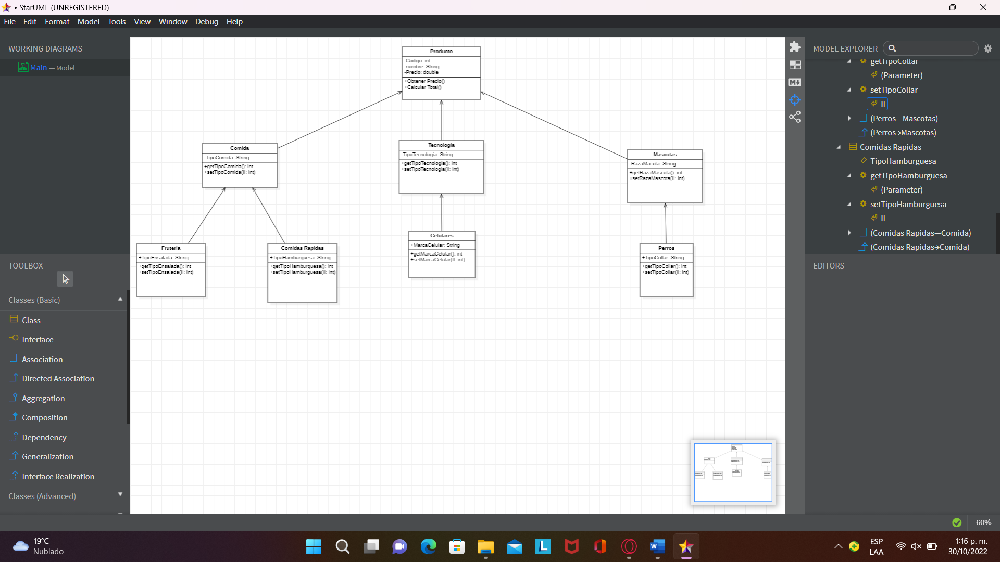 • StarUML (UNREGISTERED)
File Edit Format Model Tools View Window Debug Help
WORKING DIAGRAMS
Main — Model
TOOLBOX
Classes (Basic)
Class
Interface
Association
Directed Association
Aggregation
Composition
Dependency
Generalization
Interface Realization
Classes (Advanced)
Producto
-Codigo: int
-nombre: String
-Precio: double
+Obtener Precio()
+Calcular Total()
Comida
-TipoComida: String
+getTipoComida(): int
+setTipoComida(II: int)
Tecnologia
-TipoTecnologia: String
+getTipoTecnologia(): int
+setTipoTecnologia(II: int)
Mascotas
-RazaMacota: String
+getRazaMascota(): int
+setRazaMascota(II: int)
Fruteria
+TipoEnsalada: String
+getTipoEnsalada(): int
+setTipoEnsalada(II: int)
Comidas Rapidas
+TipoHamburguesa: String
+getTipoHamburguesa(): int
+setTipoHamburguesa(II: int)
Celulares
+MarcaCelular: String
+getMarcaCelular(): int
+setMarcaCelular(II: int)
Perros
+TipoCollar: String
+getTipoCollar(): int
+setTipoCollar(II: int)
MODEL EXPLORER
getTipoCollar
(Parameter)
setTipoCollar
II
(Perros—Mascotas)
(Perros→Mascotas)
Comidas Rapidas
TipoHamburguesa
getTipoHamburguesa
(Parameter)
setTipoHamburguesa
II
(Comidas Rapidas—Comida)
(Comidas Rapidas→Comida)
EDITORS
M
60%
19°C
Nublado
L
W
ESP
LAA
1:16 p. m.
30/10/2022